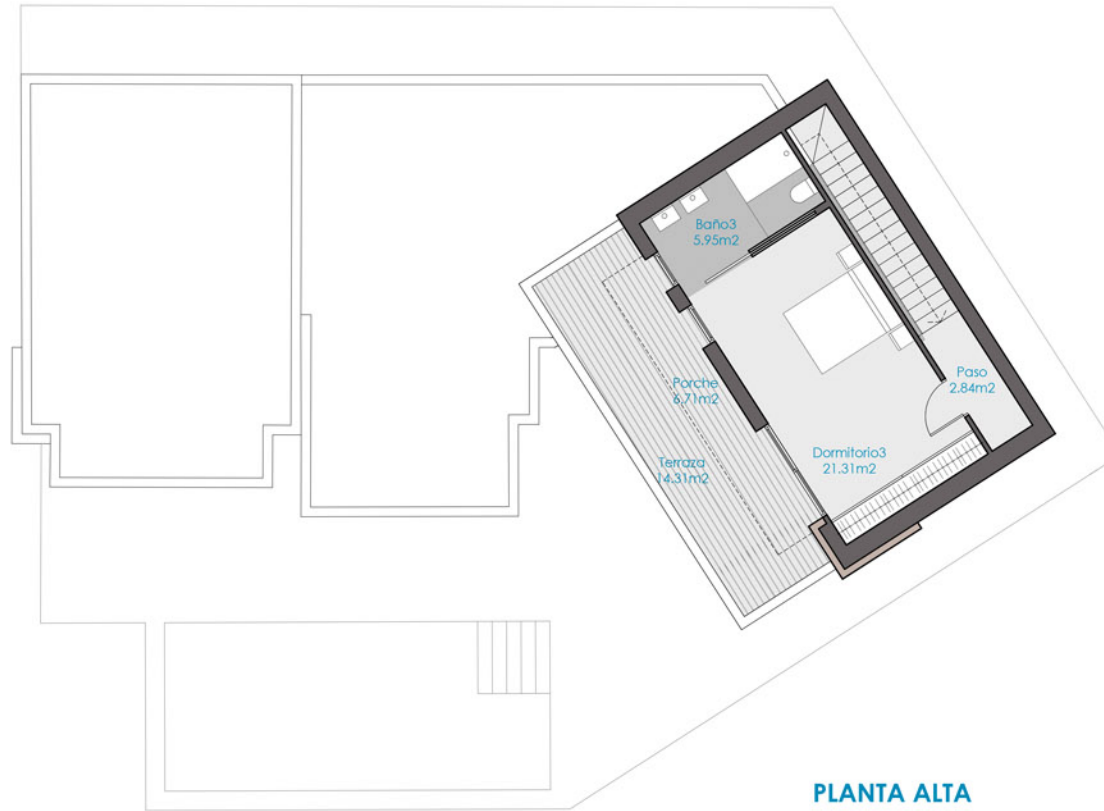 Baño3
5.95m2
Paso
2.84m2
Porche
6.71m2
Dormitorio3
21.31m2
Terraza
14.31m2
PLANTA ALTA